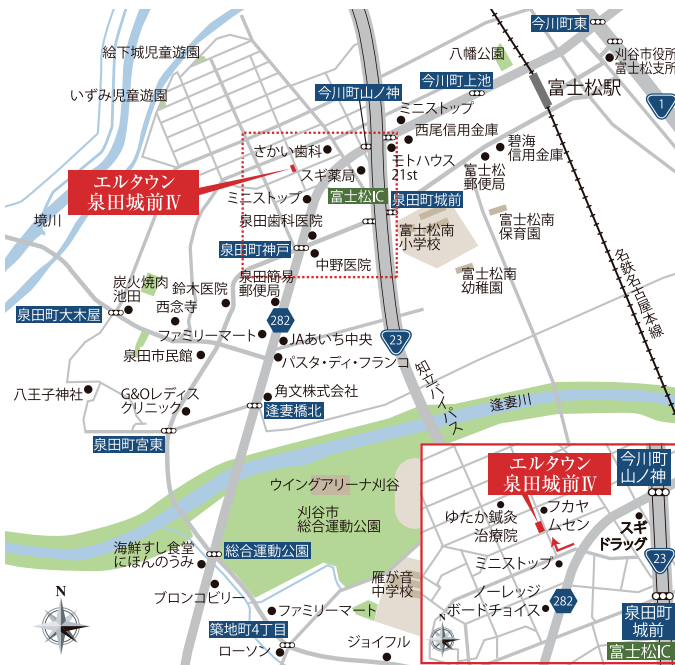 今川町東
絵下城児童遊園
八幡公園
刈谷市役所
富士松支所
今川町上池
富士松駅
いずみ児童遊園
今川町山ノ神
1
ミニストップ
西尾信用金庫
碧海
信用金庫
さかい歯科
モトハウス
21st
富士松
郵便局
スギ薬局
エルタウン
泉田城前Ⅳ
富士松IC
泉田町城前
ミニストップ
境川
泉田歯科医院
富士松南
小学校
富士松南
保育園
泉田町神戸
中野医院
名鉄名古屋本線
富士松南
幼稚園
泉田簡易
郵便局
炭火焼肉
池田
鈴木医院
西念寺
泉田町大木屋
282
ファミリーマート
JAあいち中央
23
泉田市民館
パスタ・ディ・フランコ
知立バイパス
八王子神社
G&Oレディス
クリニック
角文株式会社
逢妻橋北
逢妻川
泉田町宮東
ウイングアリーナ刈谷
刈谷市
総合運動公園
海鮮すし食堂
にほんのうみ
総合運動公園
雁が音
中学校
ブロンコビリー
ファミリーマート
N
築地町4丁目
ローソン
ジョイフル
エルタウン
泉田城前Ⅳ
今川町
山ノ神
ゆたか鍼灸
治療院
フカヤ
ムセン
スギ
ドラッグ
ミニストップ
23
ノーレッジ
ボードチョイス
282
泉田町
城前
N
富士松IC